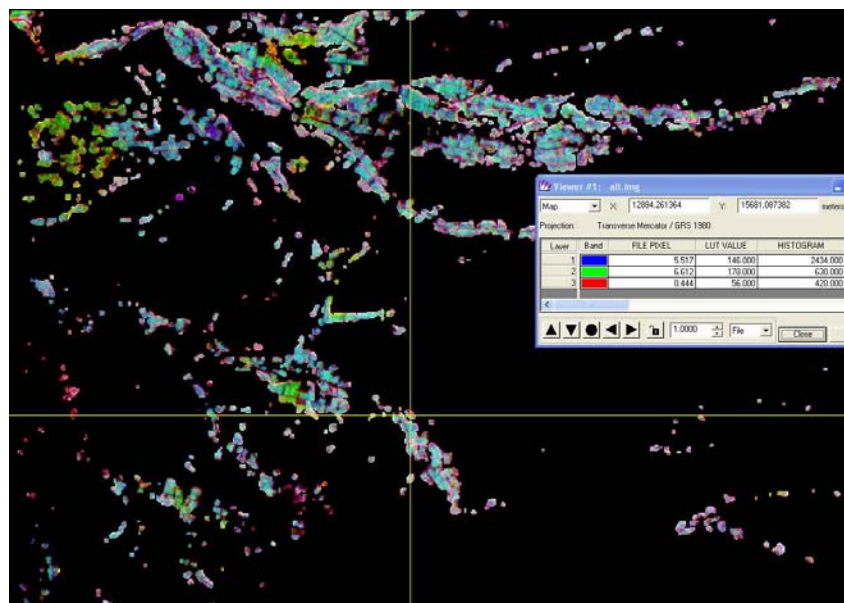 Viewer #1: all.img
Map X: 12884.261364 Y: 15681.087382 meters
Projection: Transverse Mercator / GRS 1980
Layer Band FILE PIXEL LUT VALUE HISTOGRAM
1 5.517 146.000 2434.000
2 6.612 178.000 630.000
3 0.444 56.000 420.000
1.0000 File Close